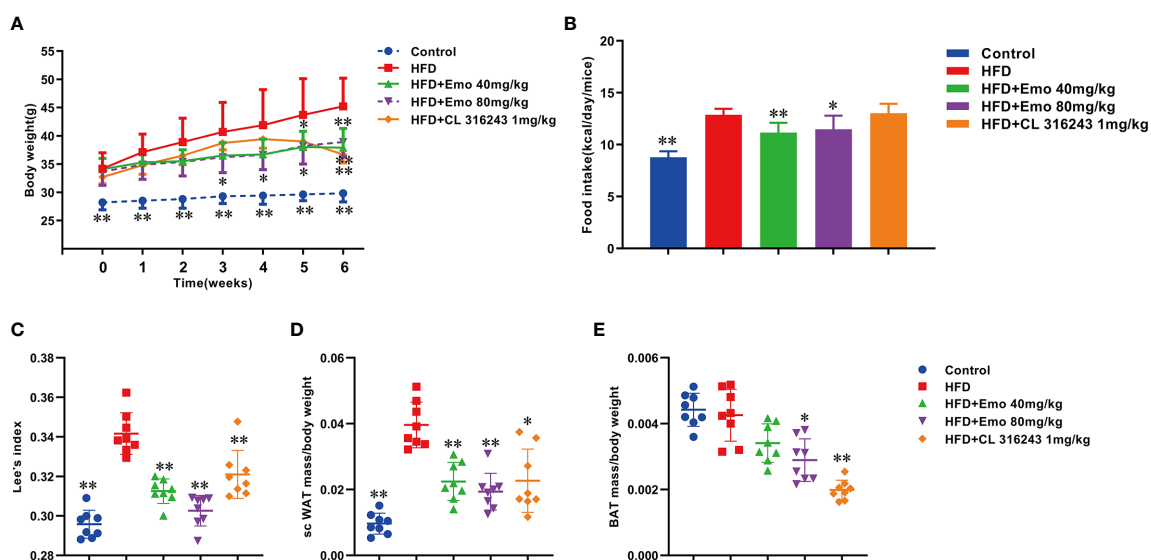 A
Body weight(g)
55
50
45
40
35
30
25
0 1 2 3 4 5 6
Time(weeks)
** ** ** ** ** ** **
* * *
* **
**
**
Control
HFD
HFD+Emo 40mg/kg
HFD+Emo 80mg/kg
HFD+CL 316243 1mg/kg
B
Food intake(kcal/day/mice)
20
15
10
5
0
** ** *
Control
HFD
HFD+Emo 40mg/kg
HFD+Emo 80mg/kg
HFD+CL 316243 1mg/kg
C
Lee's index
0.38
0.36
0.34
0.32
0.30
0.28
** ** ** **
D
sc WAT mass/body weight
0.06
0.04
0.02
0.00
** ** ** *
E
BAT mass/body weight
0.006
0.004
0.002
0.000
* **
Control
HFD
HFD+Emo 40mg/kg
HFD+Emo 80mg/kg
HFD+CL 316243 1mg/kg